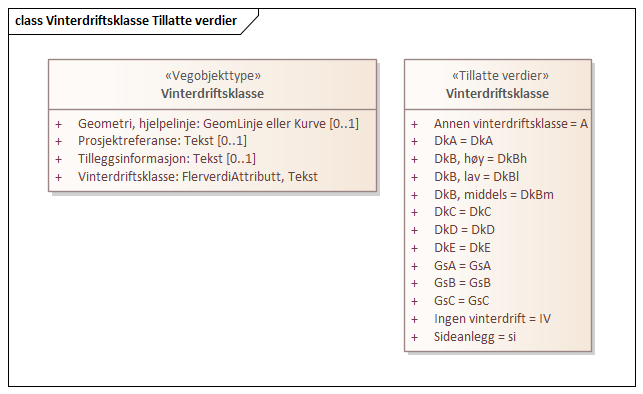 class Vinterdriftsklasse Tillatte verdier
«Vegobjekttype»
Vinterdriftsklasse
+ Geometri, hjelpelinje: GeomLinje eller Kurve [0..1]
+ Prosjektreferanse: Tekst [0..1]
+ Tilleggsinformasjon: Tekst [0..1]
+ Vinterdriftsklasse: FlerverdiAttributt, Tekst
«Tillatte verdier»
Vinterdriftsklasse
+ Annen vinterdriftsklasse = A
+ DkA = DkA
+ DkB, høy = DkBh
+ DkB, lav = DkBl
+ DkB, middels = DkBm
+ DkC = DkC
+ DkD = DkD
+ DkE = DkE
+ GsA = GsA
+ GsB = GsB
+ GsC = GsC
+ Ingen vinterdrift = IV
+ Sideanlegg = si